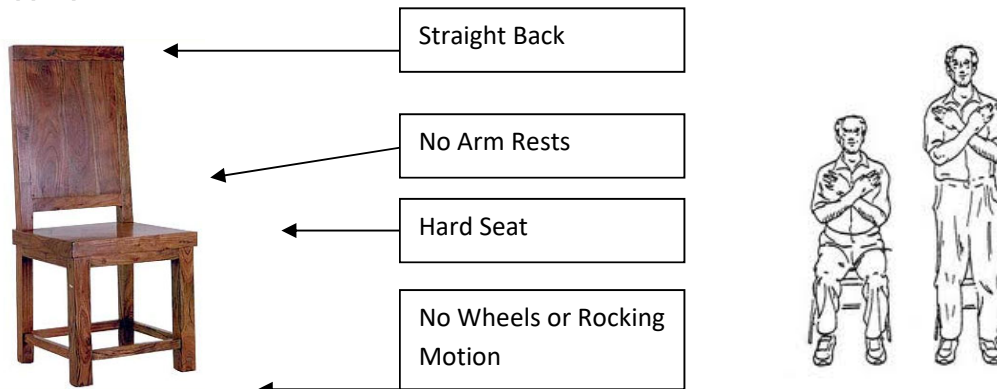 Straight Back
No Arm Rests
Hard Seat
No Wheels or Rocking
Motion